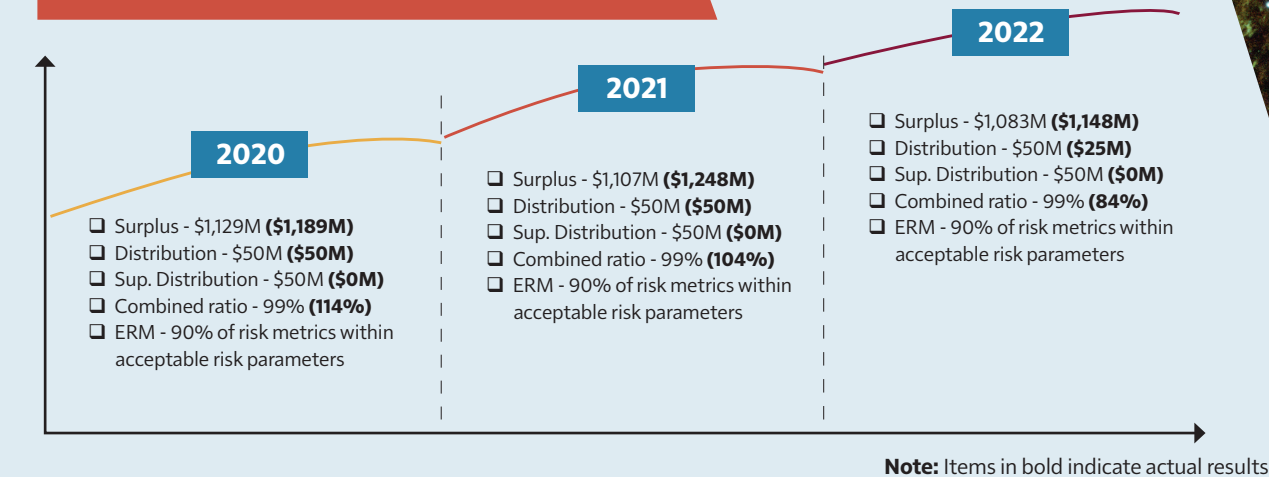 2020
❑ Surplus - $1,129M ($1,189M)
❑ Distribution - $50M ($50M)
❑ Sup. Distribution - $50M ($0M)
❑ Combined ratio - 99% (114%)
❑ ERM - 90% of risk metrics within
acceptable risk parameters
2021
❑ Surplus - $1,107M ($1,248M)
❑ Distribution - $50M ($50M)
❑ Sup. Distribution - $50M ($0M)
❑ Combined ratio - 99% (104%)
❑ ERM - 90% of risk metrics within
acceptable risk parameters
2022
❑ Surplus - $1,083M ($1,148M)
❑ Distribution - $50M ($25M)
❑ Sup. Distribution - $50M ($0M)
❑ Combined ratio - 99% (84%)
❑ ERM - 90% of risk metrics within
acceptable risk parameters
Note: Items in bold indicate actual results